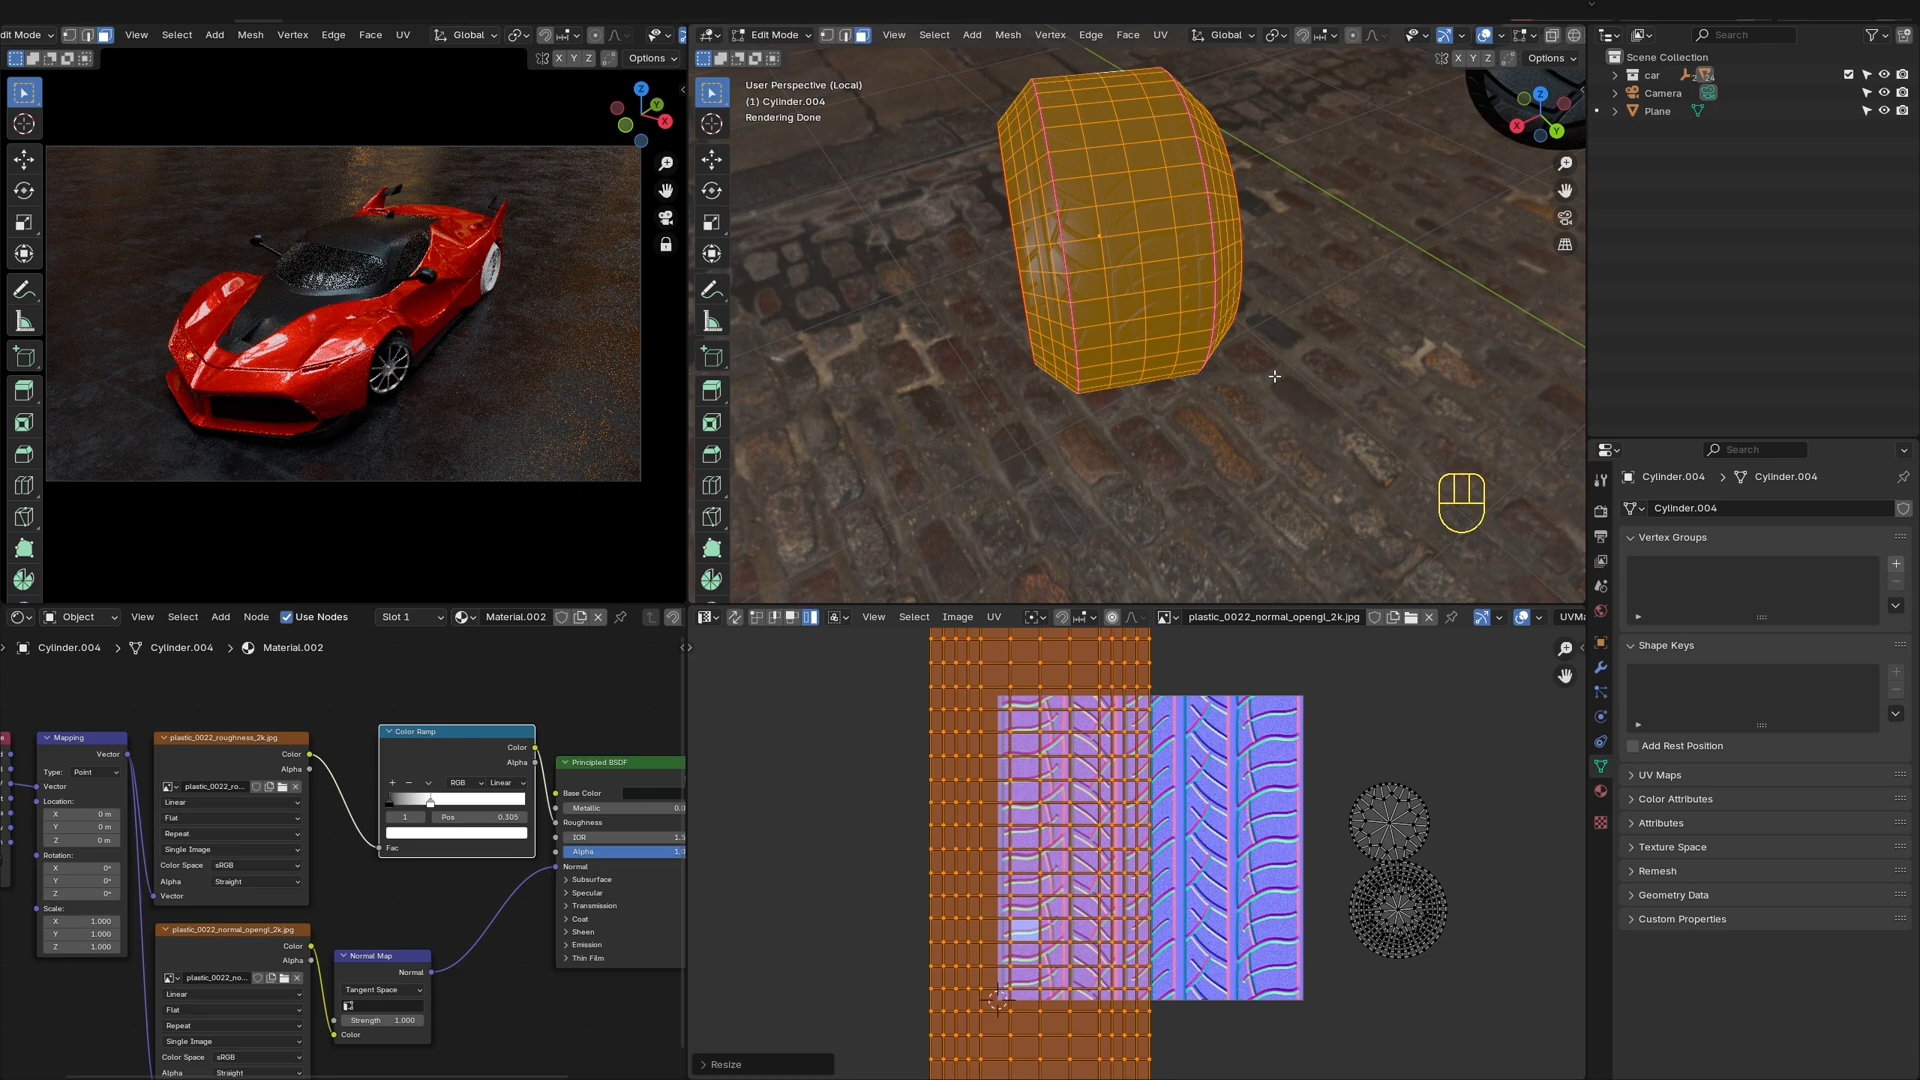 dit Mode View Select Add Mesh Vertex Edge Face UV Global
X Y Z Options
Z Y X
Edit Mode View Select Add Mesh Vertex Edge Face UV Global
X Y Z Options
User Perspective (Local)
(1) Cylinder.004
Rendering Done
Z X Y
Search
Scene Collection
car
Camera
Plane
Search
Cylinder.004 Cylinder.004
Cylinder.004
Vertex Groups
Shape Keys
Add Rest Position
UV Maps
Color Attributes
Attributes
Texture Space
Remesh
Geometry Data
Custom Properties
Object View Select Add Node Use Nodes Slot 1 Material.002
Cylinder.004 Cylinder.004 Material.002
Mapping
Vector
Type: Point
Vector
Location:
X 0 m
Y 0 m
Z 0 m
Rotation:
X 0°
Y 0°
Z 0°
Scale:
X 1.000
Y 1.000
Z 1.000
plastic_0022_roughness_2k.jpg
Color
Alpha
plastic_0022_ro...
Linear
Flat
Repeat
Single Image
Color Space sRGB
Alpha Straight
Vector
plastic_0022_normal_opengl_2k.jpg
Color
Alpha
plastic_0022_no...
Linear
Flat
Repeat
Single Image
Color Space sRGB
Alpha Straight
Color Ramp
Color
Alpha
RGB Linear
1 Pos 0.305
Fac
Normal Map
Normal
Tangent Space
Strength 1.000
Color
Principled BSDF
Base Color
Metallic 0.0
Roughness
IOR 1.5
Alpha 1.0
Normal
Subsurface
Specular
Transmission
Coat
Sheen
Emission
Thin Film
View Select Image UV plastic_0022_normal_opengl_2k.jpg UVMa
Resize